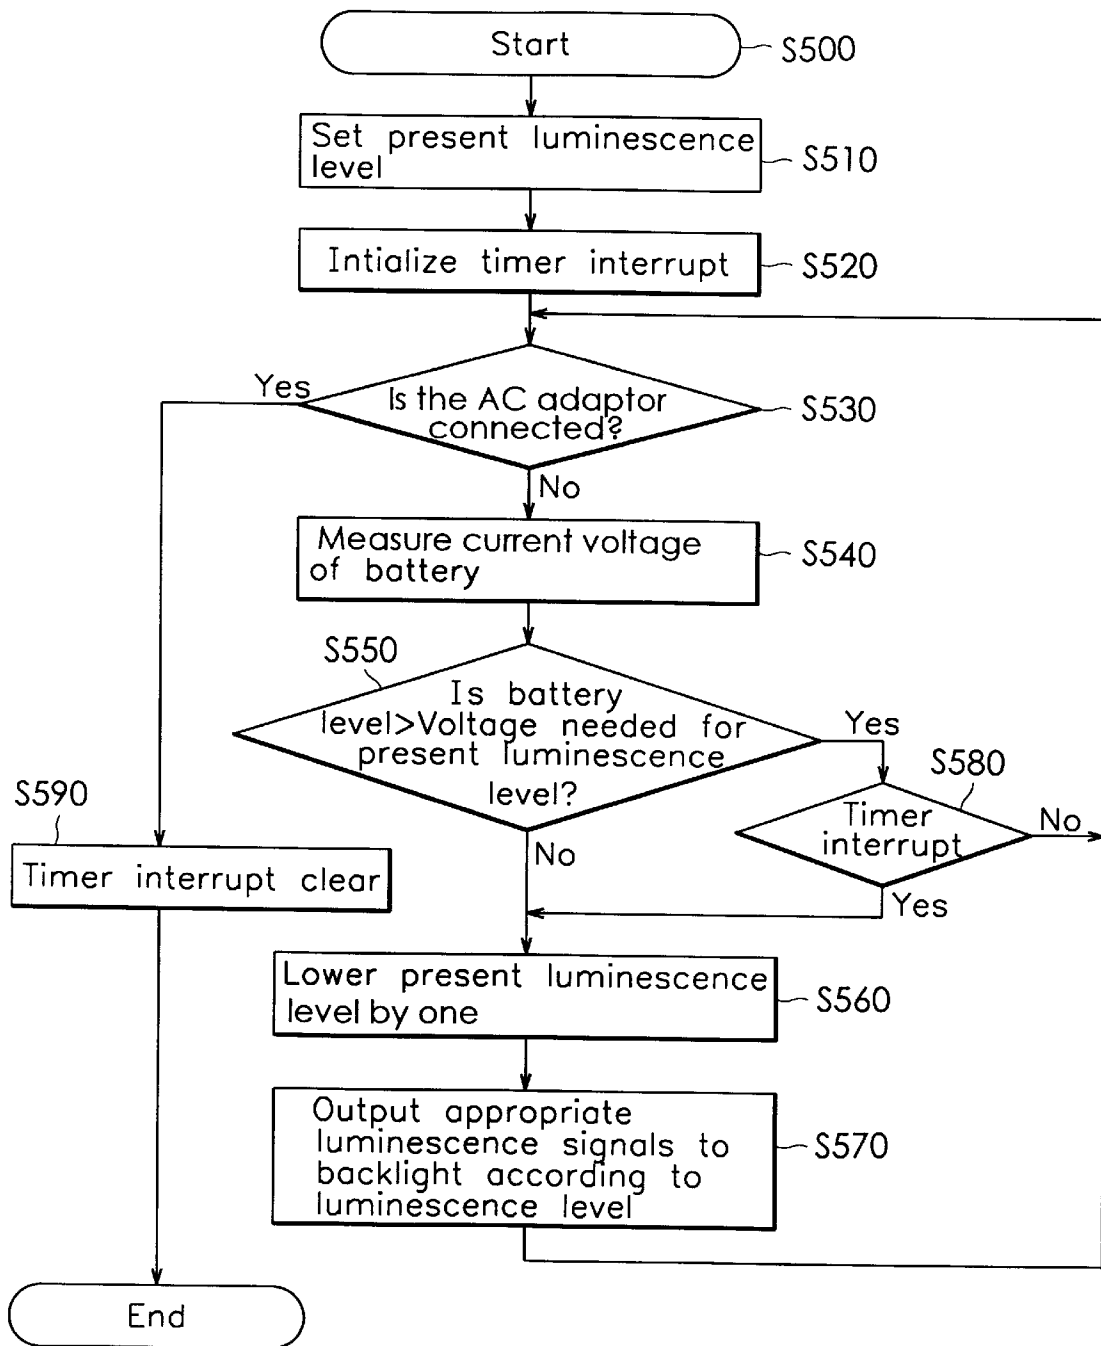 Start
S500
Set present luminescence
level
S510
Intialize timer interrupt
S520
Yes
Is the AC adaptor
connected?
S530
No
Measure current voltage
of battery
S540
S550
Is battery
level>Voltage needed for
present luminescence
level?
Yes
S580
Timer
interrupt
No
Yes
No
S590
Timer interrupt clear
Lower present luminescence
level by one
S560
Output appropriate
luminescence signals to
backlight according to
luminescence level
S570
End